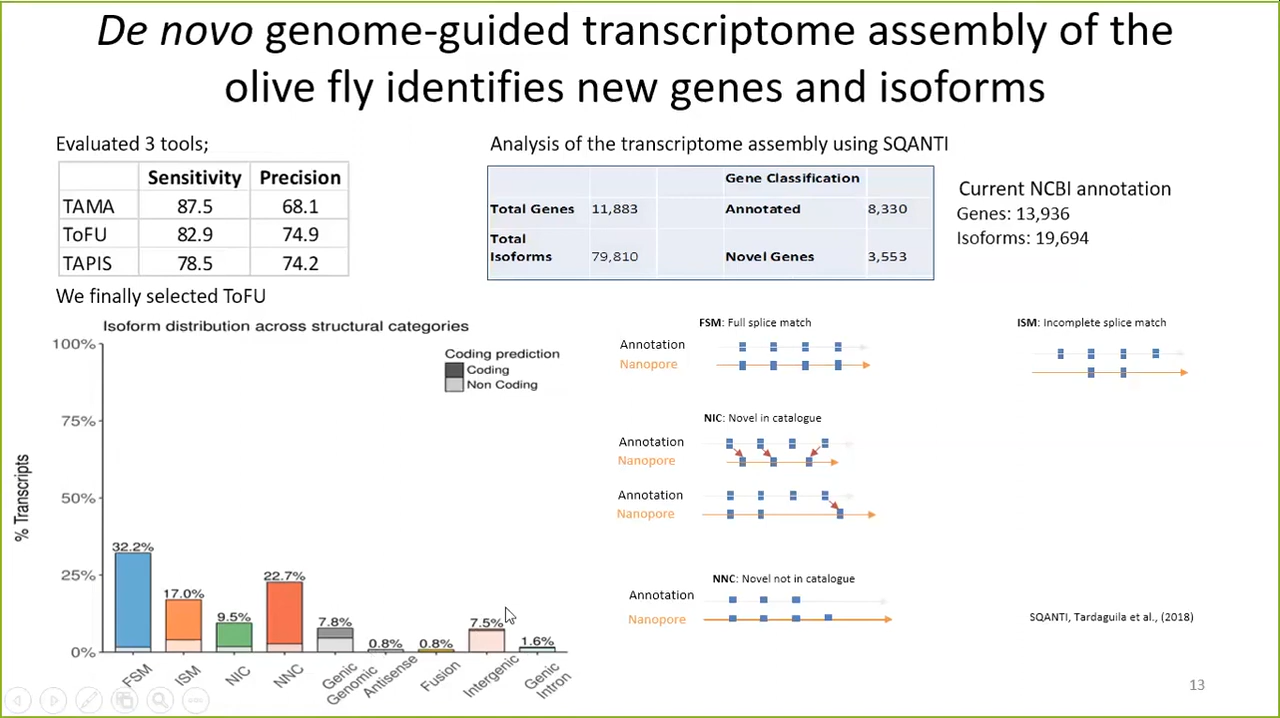 De novo genome-guided transcriptome assembly of the
olive fly identifies new genes and isoforms
Evaluated 3 tools;
Sensitivity Precision
TAMA 87.5 68.1
ToFU 82.9 74.9
TAPIS 78.5 74.2
We finally selected ToFU
Analysis of the transcriptome assembly using SQANTI
Gene Classification
Total Genes 11,883 Annotated 8,330
Total
Isoforms 79,810 Novel Genes 3,553
Current NCBI annotation
Genes: 13,936
Isoforms: 19,694
Isoform distribution across structural categories
Coding prediction
Coding
Non Coding
% Transcripts
100%
75%
50%
25%
0%
32.2%
17.0%
9.5%
22.7%
7.8%
0.8%
0.8%
7.5%
1.6%
FSM
ISM
NIC
NNC
Genic
Genomic
Antisense
Fusion
Intergenic
Genic
Intron
FSM: Full splice match
Annotation
Nanopore
ISM: Incomplete splice match
NIC: Novel in catalogue
Annotation
Nanopore
Annotation
Nanopore
NNC: Novel not in catalogue
Annotation
Nanopore
SQANTI, Tardaguila et al., (2018)
13